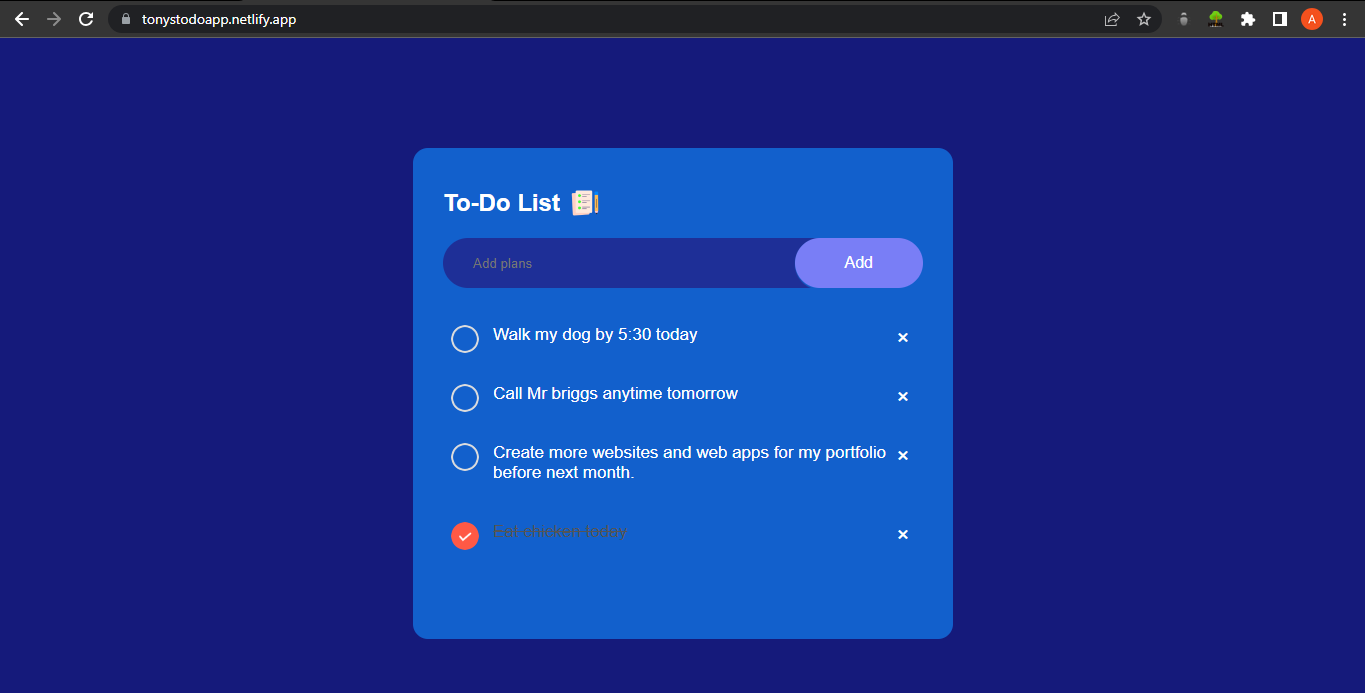 tonystodoapp.netlify.app
A
To-Do List
Add plans
Add
Walk my dog by 5:30 today
Call Mr briggs anytime tomorrow
Create more websites and web apps for my portfolio
before next month.
Eat chicken today